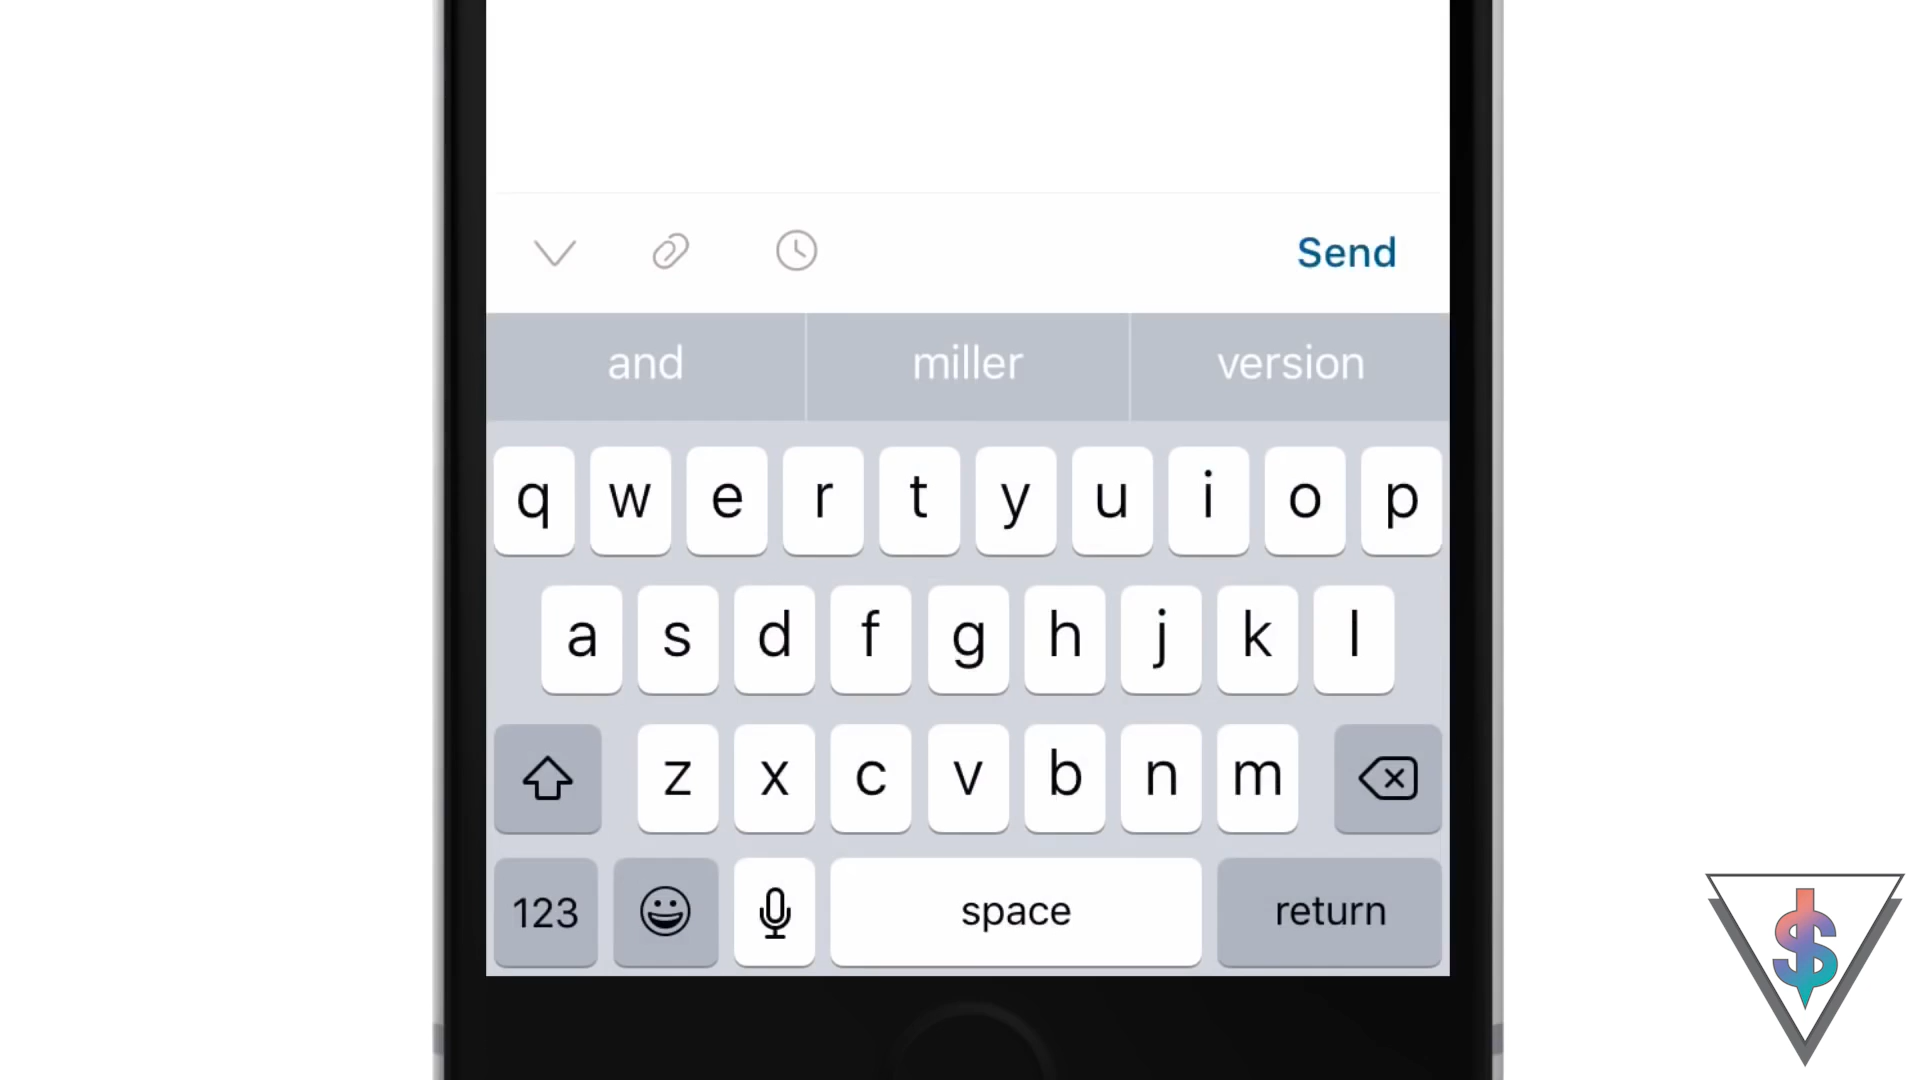 Send
and miller version
q w e r t y u i o p
a s d f g h j k l
z x c v b n m
123 space return
$